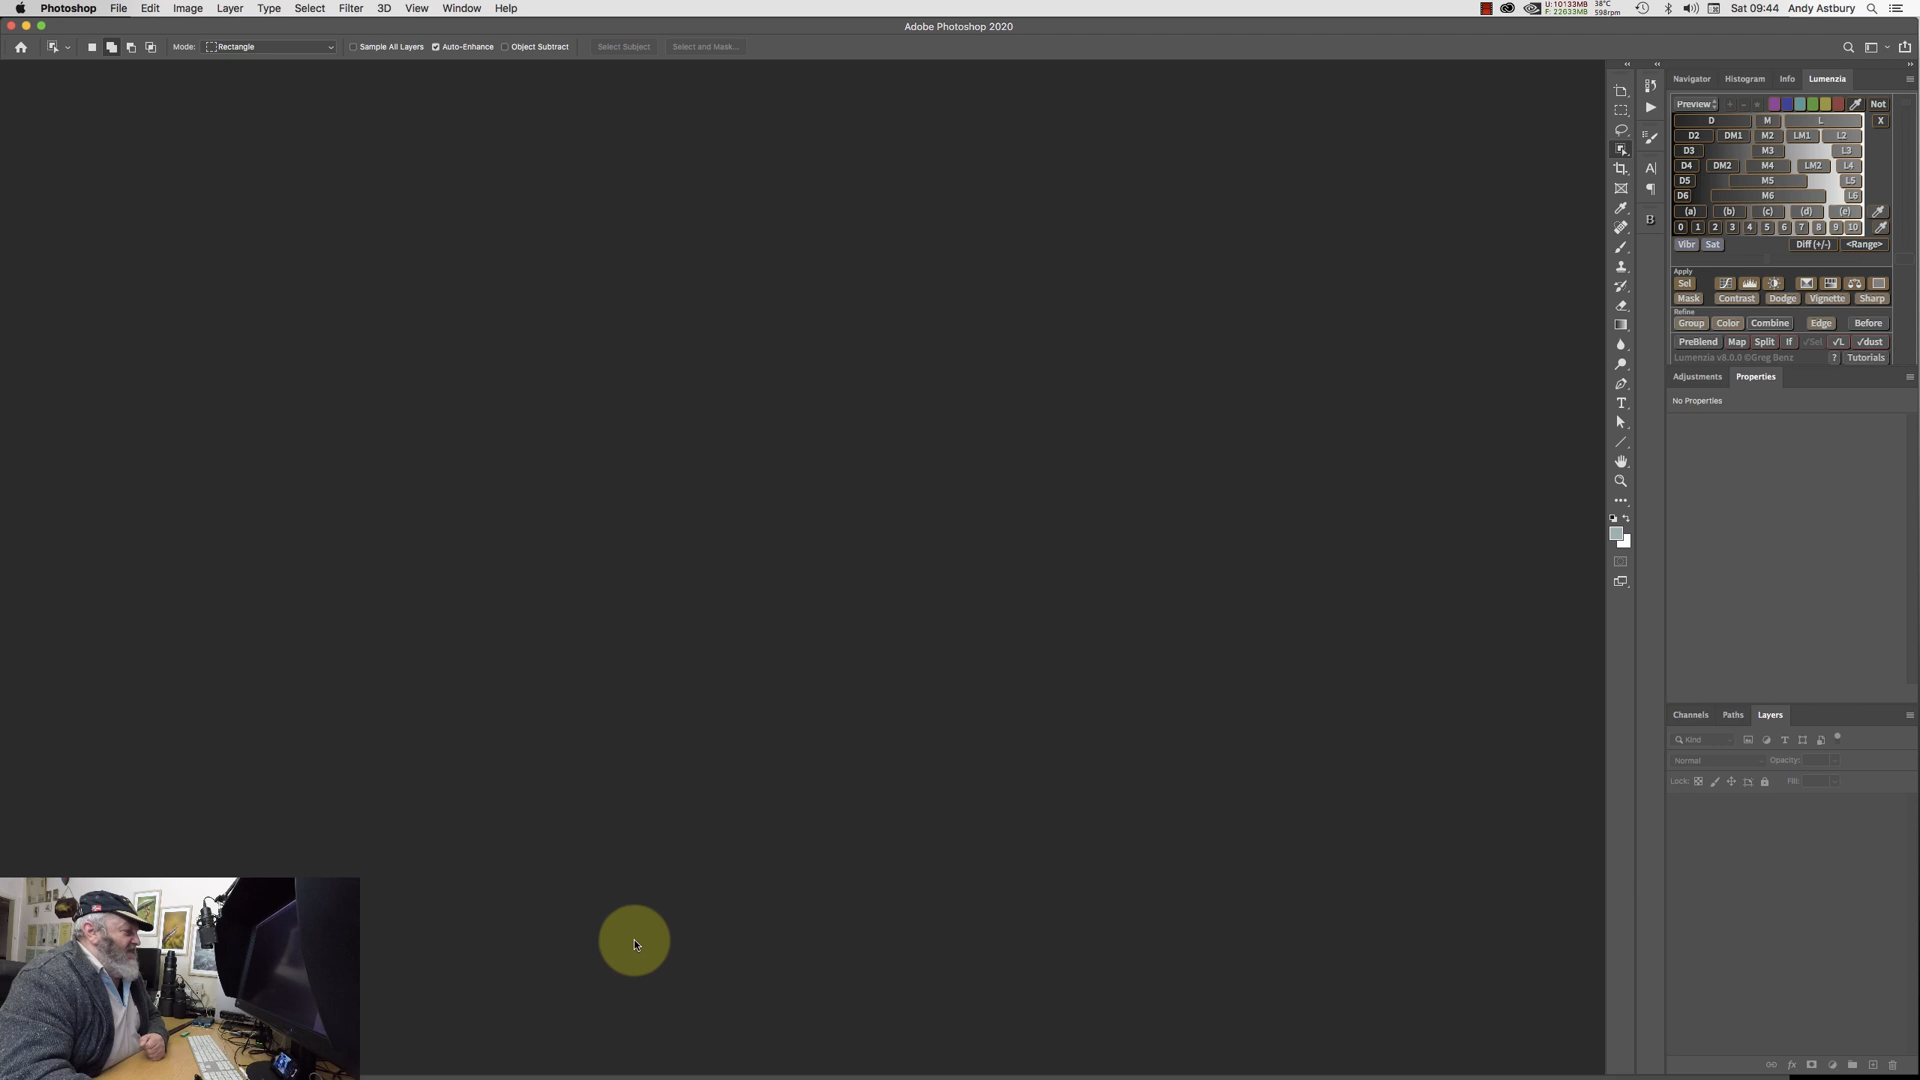 Photoshop File Edit Image Layer Type Select Filter 3D View Window Help
U: 10133MB 38°C
F: 22633MB 598rpm
Sat 09:44 Andy Astbury
Adobe Photoshop 2020
Mode: Rectangle Sample All Layers Auto-Enhance Object Subtract Select Subject Select and Mask...
Navigator Histogram Info Lumenzia
Preview + - Not
D M L X
D2 DM1 M2 LM1 L2
D3 M3 L3
D4 DM2 M4 LM2 L4
D5 M5 L5
D6 M6 L6
(a) (b) (c) (d) (e)
0 1 2 3 4 5 6 7 8 9 10
Vibr Sat Diff (+/-) <Range>
Apply
Sel
Mask Contrast Dodge Vignette Sharp
Refine
Group Color Combine Edge Before
PreBlend Map Split If √Sel √L √dust
Lumenzia v8.0.0 ©Greg Benz ? Tutorials
Adjustments Properties
No Properties
Channels Paths Layers
Kind
Normal Opacity:
Lock: Fill: